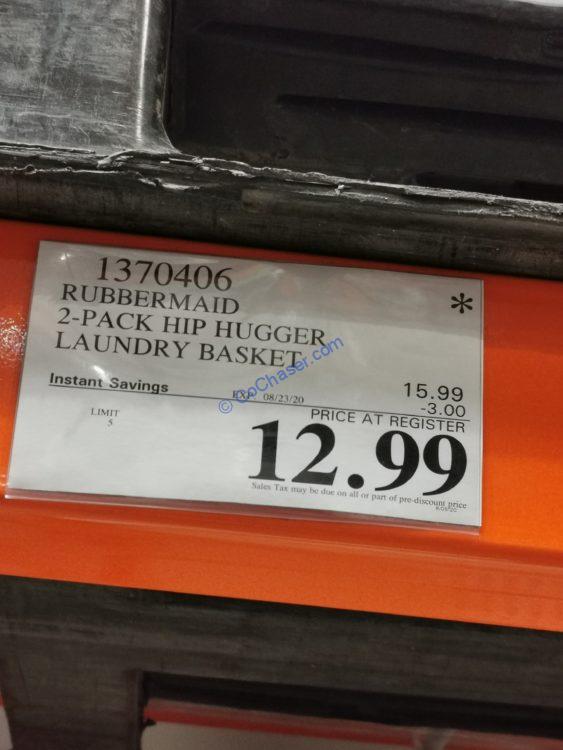 1370406 *
RUBBERMAID
2-PACK HIP HUGGER
LAUNDRY BASKET
Instant Savings 15.99
EXP. 08/23/20 -3.00
LIMIT PRICE AT REGISTER
5
12.99
Sales Tax may be due on all or part of pre-discount price
© CoChaser.com